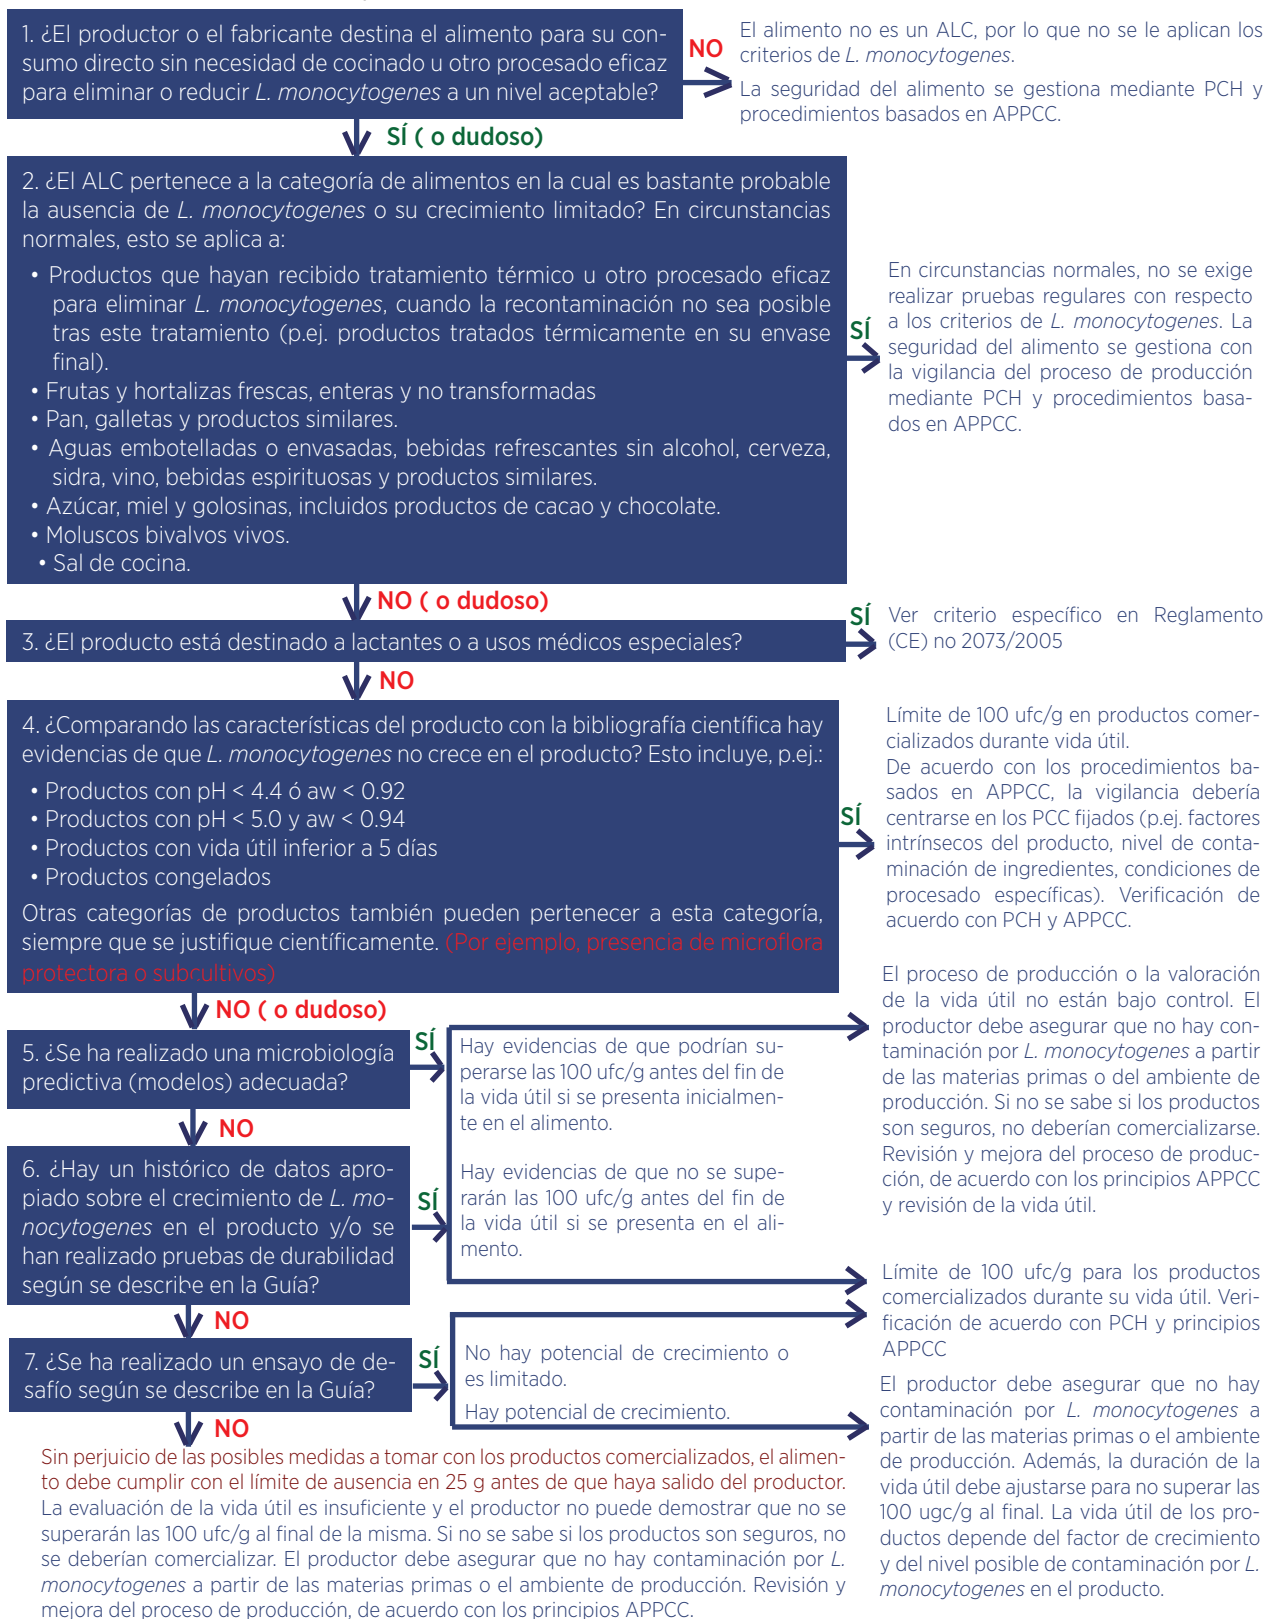 1. ¿El productor o el fabricante destina el alimento para su con-
sumo directo sin necesidad de cocinado u otro procesado eficaz
para eliminar o reducir L. monocytogenes a un nivel aceptable?
NO
El alimento no es un ALC, por lo que no se le aplican los
criterios de L. monocytogenes.
La seguridad del alimento se gestiona mediante PCH y
procedimientos basados en APPCC.
SÍ ( o dudoso)
2. ¿El ALC pertenece a la categoría de alimentos en la cual es bastante probable
la ausencia de L. monocytogenes o su crecimiento limitado? En circunstancias
normales, esto se aplica a:
• Productos que hayan recibido tratamiento térmico u otro procesado eficaz
para eliminar L. monocytogenes, cuando la recontaminación no sea posible
tras este tratamiento (p.ej. productos tratados térmicamente en su envase
final).
• Frutas y hortalizas frescas, enteras y no transformadas
• Pan, galletas y productos similares.
• Aguas embotelladas o envasadas, bebidas refrescantes sin alcohol, cerveza,
sidra, vino, bebidas espirituosas y productos similares.
• Azúcar, miel y golosinas, incluidos productos de cacao y chocolate.
• Moluscos bivalvos vivos.
• Sal de cocina.
SÍ
En circunstancias normales, no se exige
realizar pruebas regulares con respecto
a los criterios de L. monocytogenes. La
seguridad del alimento se gestiona con
la vigilancia del proceso de producción
mediante PCH y procedimientos basa-
dos en APPCC.
NO ( o dudoso)
3. ¿El producto está destinado a lactantes o a usos médicos especiales?
SÍ
Ver criterio específico en Reglamento
(CE) no 2073/2005
NO
4. ¿Comparando las características del producto con la bibliografía científica hay
evidencias de que L. monocytogenes no crece en el producto? Esto incluye, p.ej.:
• Productos con pH < 4.4 ó aw < 0.92
• Productos con pH < 5.0 y aw < 0.94
• Productos con vida útil inferior a 5 días
• Productos congelados
Otras categorías de productos también pueden pertenecer a esta categoría,
siempre que se justifique científicamente. (Por ejemplo, presencia de microflora
protectora o subcultivos)
SÍ
Límite de 100 ufc/g en productos comer-
cializados durante vida útil.
De acuerdo con los procedimientos ba-
sados en APPCC, la vigilancia debería
centrarse en los PCC fijados (p.ej. factores
intrínsecos del producto, nivel de conta-
minación de ingredientes, condiciones de
procesado específicas). Verificación de
acuerdo con PCH y APPCC.
NO ( o dudoso)
5. ¿Se ha realizado una microbiología
predictiva (modelos) adecuada?
SÍ
Hay evidencias de que podrían su-
perarse las 100 ufc/g antes del fin de
la vida útil si se presenta inicialmen-
te en el alimento.
El proceso de producción o la valoración
de la vida útil no están bajo control. El
productor debe asegurar que no hay con-
taminación por L. monocytogenes a partir
de las materias primas o del ambiente de
producción. Si no se sabe si los productos
son seguros, no deberían comercializarse.
Revisión y mejora del proceso de produc-
ción, de acuerdo con los principios APPCC
y revisión de la vida útil.
NO
6. ¿Hay un histórico de datos apro-
piado sobre el crecimiento de L. mo-
nocytogenes en el producto y/o se
han realizado pruebas de durabilidad
según se describe en la Guía?
SÍ
Hay evidencias de que no se supe-
rarán las 100 ufc/g antes del fin de
la vida útil si se presenta en el ali-
mento.
Límite de 100 ufc/g para los productos
comercializados durante su vida útil. Veri-
ficación de acuerdo con PCH y principios
APPCC
NO
7. ¿Se ha realizado un ensayo de de-
safío según se describe en la Guía?
SÍ
No hay potencial de crecimiento o
es limitado.
Hay potencial de crecimiento.
El productor debe asegurar que no hay
contaminación por L. monocytogenes a
partir de las materias primas o el ambiente
de producción. Además, la duración de la
vida útil debe ajustarse para no superar las
100 ugc/g al final. La vida útil de los pro-
ductos depende del factor de crecimiento
y del nivel posible de contaminación por L.
monocytogenes en el producto.
NO
Sin perjuicio de las posibles medidas a tomar con los productos comercializados, el alimen-
to debe cumplir con el límite de ausencia en 25 g antes de que haya salido del productor.
La evaluación de la vida útil es insuficiente y el productor no puede demostrar que no se
superarán las 100 ufc/g al final de la misma. Si no se sabe si los productos son seguros, no
se deberían comercializar. El productor debe asegurar que no hay contaminación por L.
monocytogenes a partir de las materias primas o el ambiente de producción. Revisión y
mejora del proceso de producción, de acuerdo con los principios APPCC.